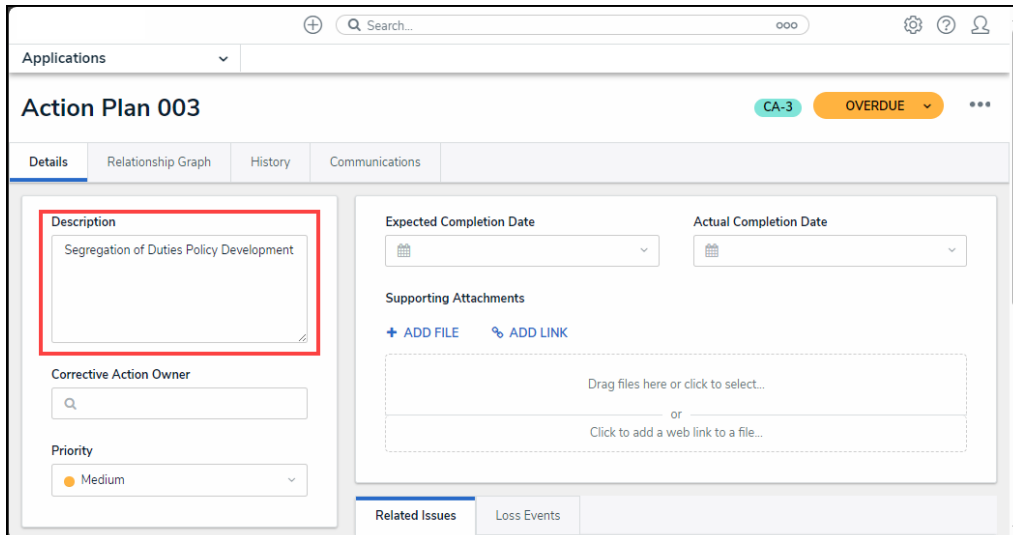 Search...
Applications
Action Plan 003
CA-3
OVERDUE
Details Relationship Graph History Communications
Description
Segregation of Duties Policy Development
Corrective Action Owner
Priority
Medium
Expected Completion Date
Actual Completion Date
Supporting Attachments
+ ADD FILE ADD LINK
Drag files here or click to select...
or
Click to add a web link to a file...
Related Issues Loss Events